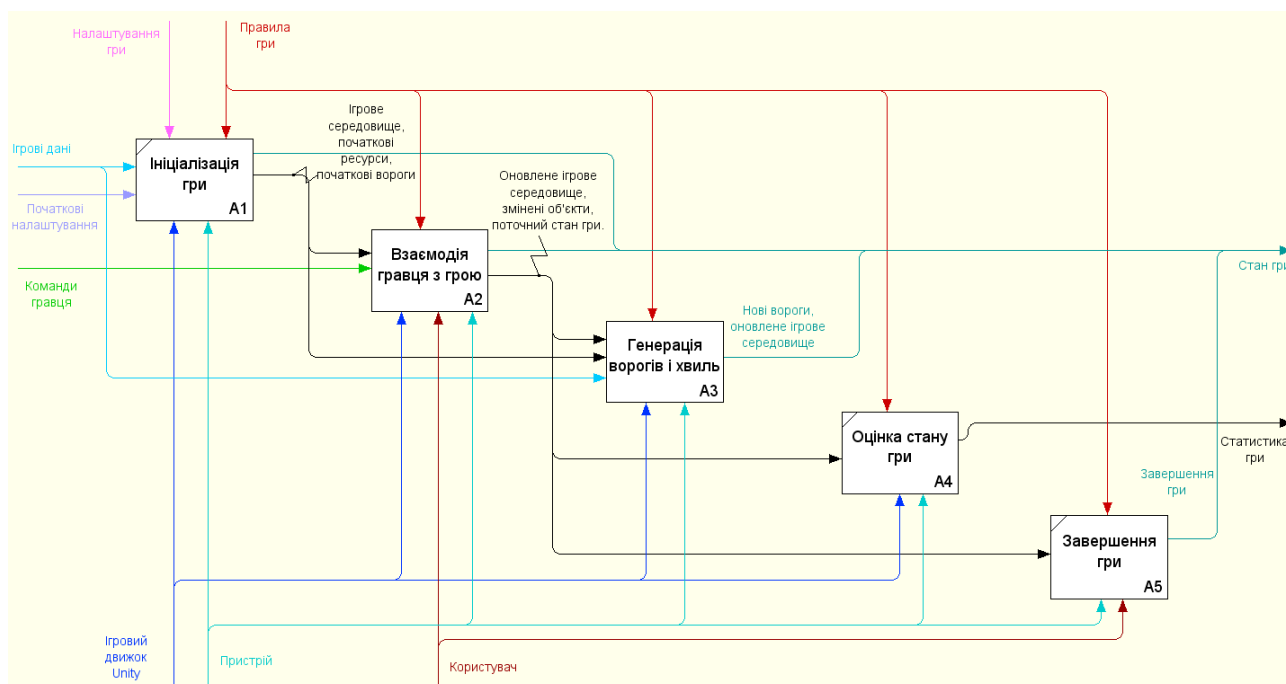 Налаштування
гри
Правила
гри
Ігрове
середовище,
початкові
ресурси,
початкові вороги
Ігрові дані
Ініціалізація
гри
A1
Початкові
налаштування
Оновлене ігрове
середовище,
змінені об'єкти,
поточний стан гри.
Взаємодія
гравця з грою
A2
Команди
гравця
Стан гри
Нові вороги,
оновлене ігрове
середовище
Генерація
ворогів і хвиль
A3
Оцінка стану
гри
A4
Статистика
гри
Завершення
гри
Завершення
гри
A5
Ігровий
движок
Unity
Пристрій
Користувач